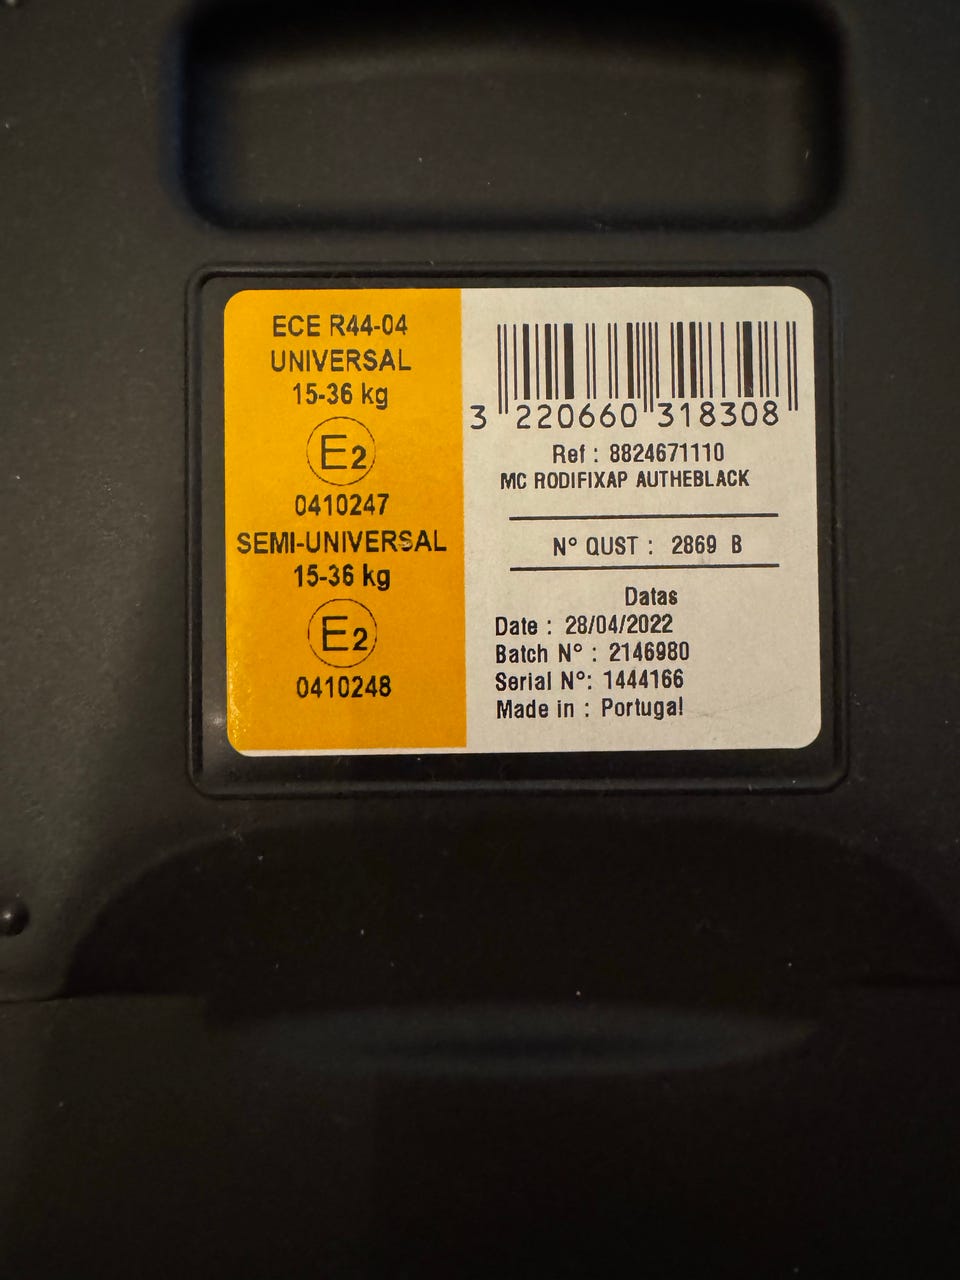 ECE R44-04
UNIVERSAL
15-36 kg
E2
0410247
SEMI-UNIVERSAL
15-36 kg
E2
0410248
3 220660 318308
Ref : 8824671110
MC RODIFIXAP AUTHEBLACK
N° QUST : 2869 B
Datas
Date : 28/04/2022
Batch N° : 2146980
Serial N°: 1444166
Made in : Portugal